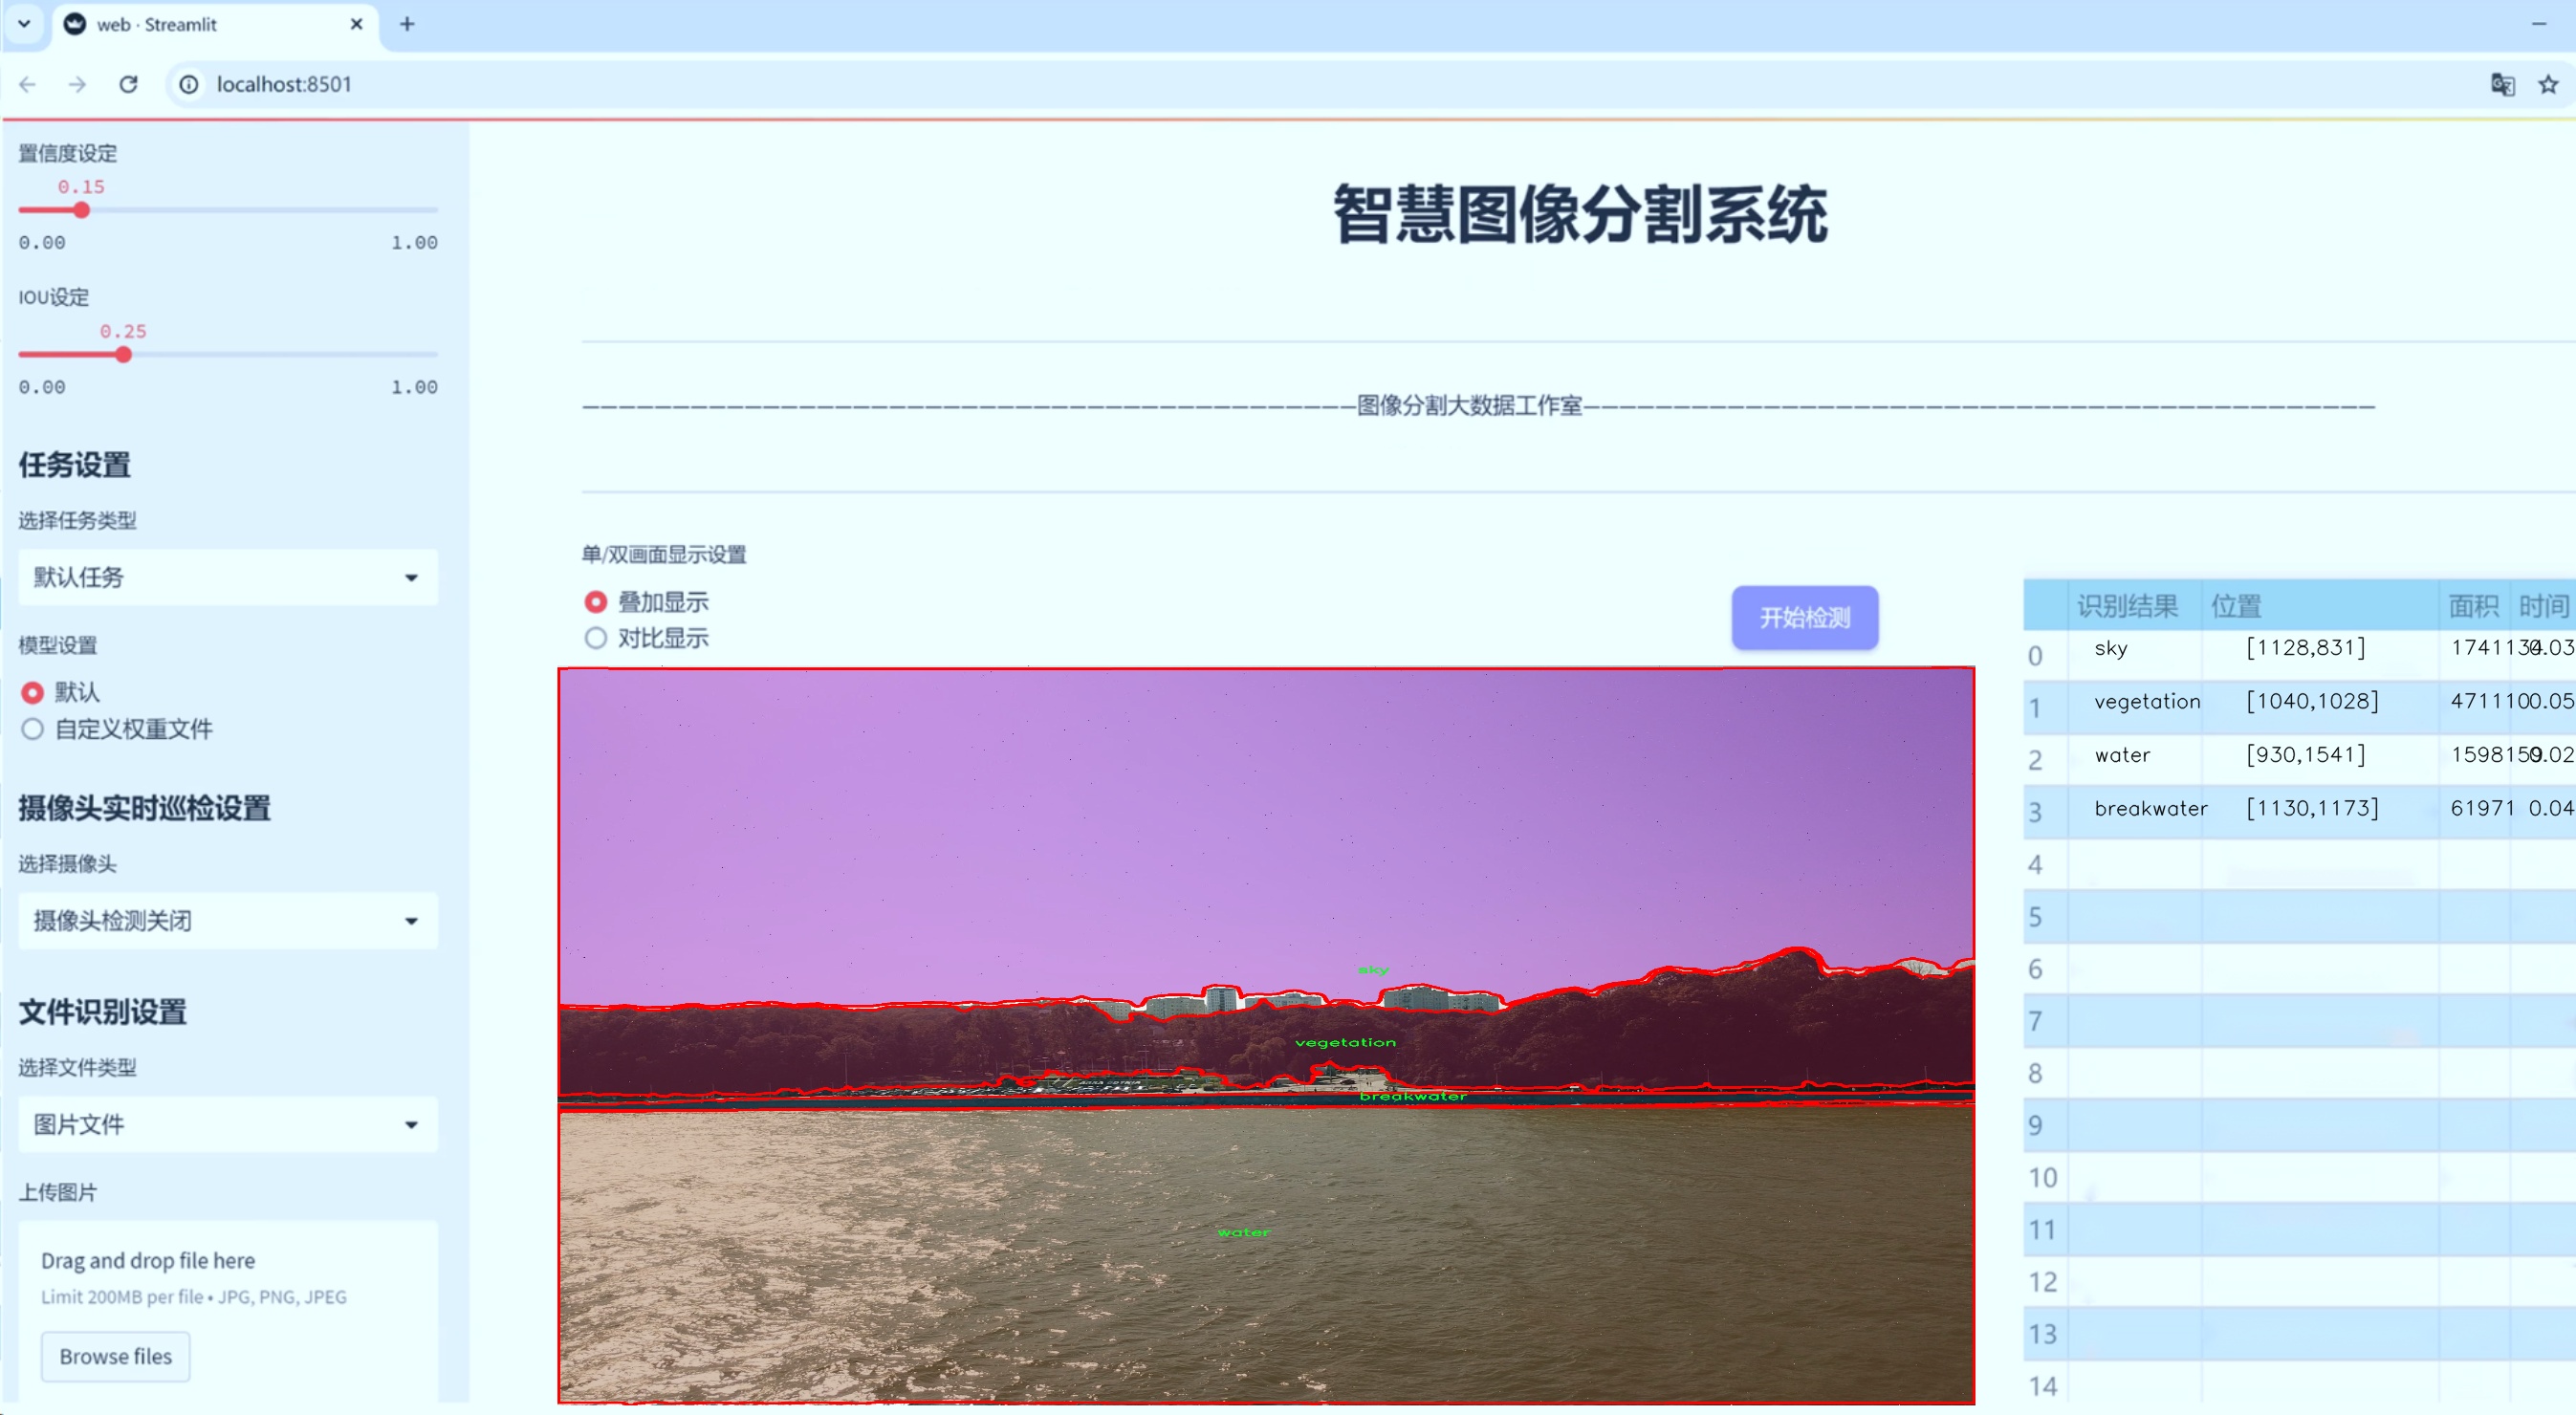 web · Streamlit
localhost:8501
置信度设定
0.15
0.00 1.00
IOU设定
0.25
0.00 1.00
任务设置
选择任务类型
默认任务
模型设置
默认
自定义权重文件
摄像头实时巡检设置
选择摄像头
摄像头检测关闭
文件识别设置
选择文件类型
图片文件
上传图片
Drag and drop file here
Limit 200MB per file • JPG, PNG, JPEG
Browse files
智慧图像分割系统
图像分割大数据工作室
单/双画面显示设置
叠加显示
对比显示
开始检测
sky
vegetation
breakwater
water
识别结果 位置 面积 时间
0 sky [1128,831]
1 vegetation [1040,1028]
2 water [930,1541]
3 breakwater [1130,1173] 61971 0.04
4
5
6
7
8
9
10
11
12
13
14